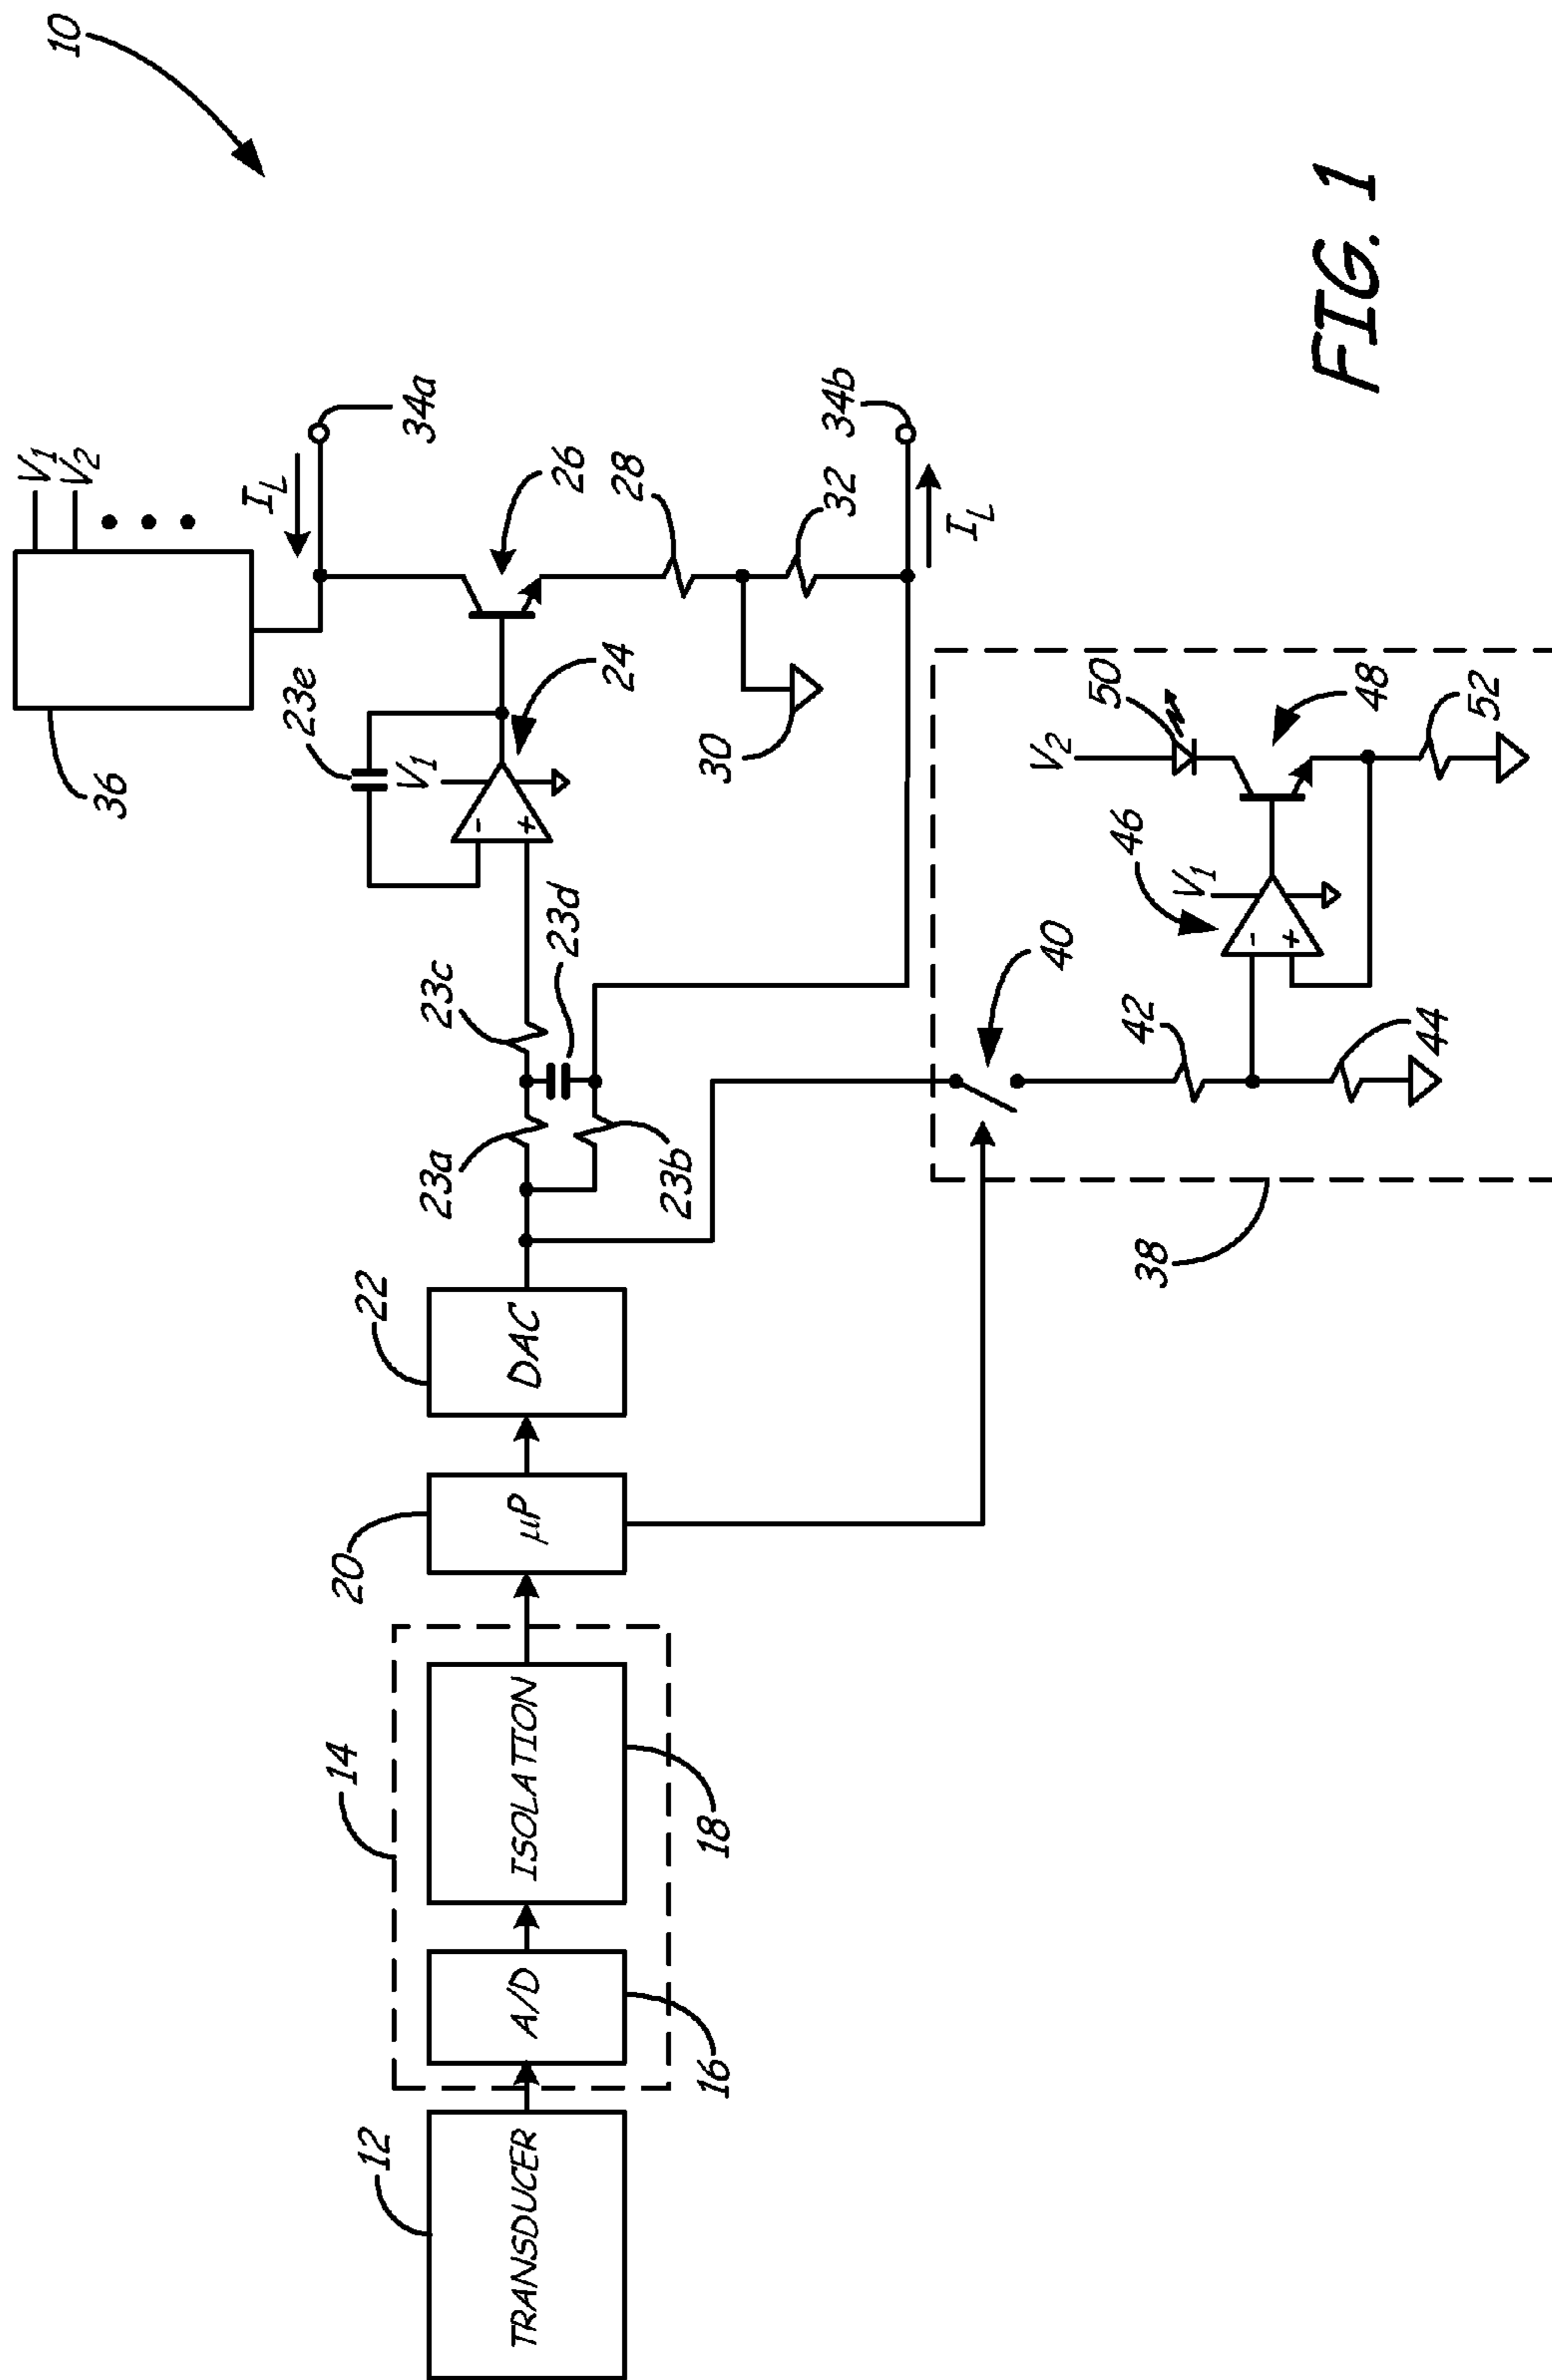 10
V1
V2
36
IL
34a
23e
V1
26
24
-
+
28
30
32
34b
IL
23a
23c
23d
23b
12
TRANSDUCER
14
A/D
16
ISOLATION
18
20
μP
22
DAC
38
40
42
44
46
V1
-
+
V2
50
48
52
FIG. 1